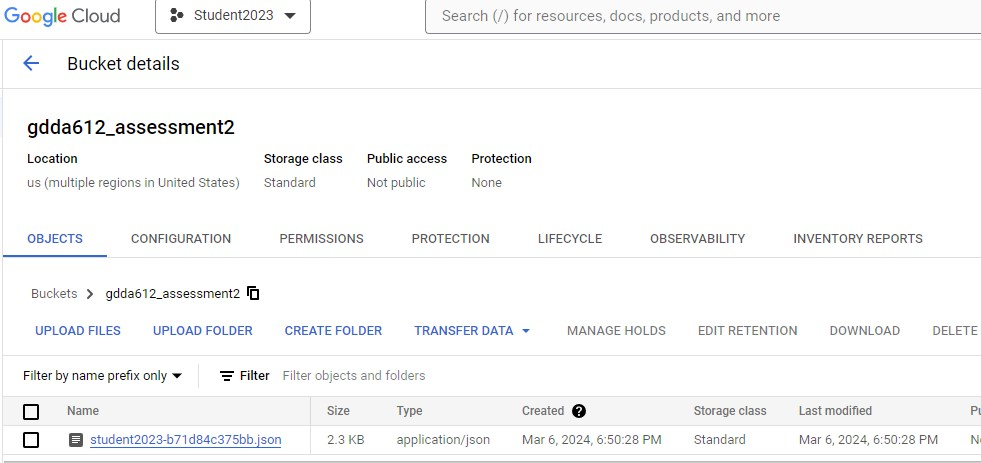 Google Cloud Student2023 Search (/) for resources, docs, products, and more
Bucket details
gdda612_assessment2
Location Storage class Public access Protection
us (multiple regions in United States) Standard Not public None
OBJECTS CONFIGURATION PERMISSIONS PROTECTION LIFECYCLE OBSERVABILITY INVENTORY REPORTS
Buckets > gdda612_assessment2
UPLOAD FILES UPLOAD FOLDER CREATE FOLDER TRANSFER DATA MANAGE HOLDS EDIT RETENTION DOWNLOAD DELETE
Filter by name prefix only Filter Filter objects and folders
Name Size Type Created ? Storage class Last modified
student2023-b71d84c375bb.json 2.3 KB application/json Mar 6, 2024, 6:50:28 PM Standard Mar 6, 2024, 6:50:28 PM